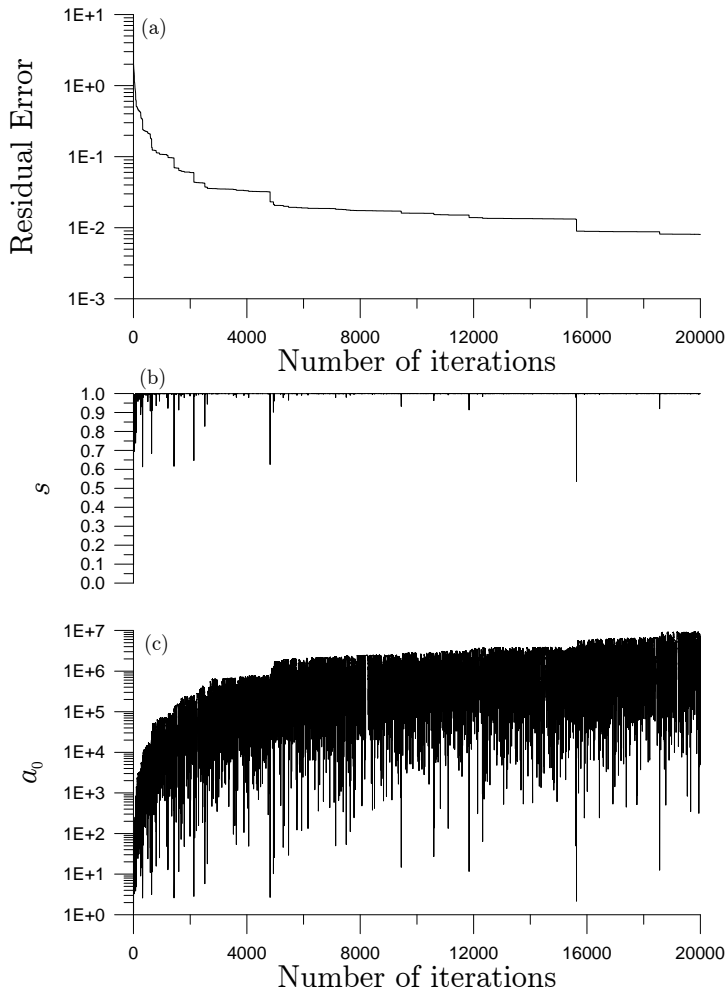 1E+1
(a)
1E+0
1E-1
1E-2
1E-3
Residual Error
0 4000 8000 12000 16000 20000
Number of iterations
(b)
1.0
0.9
0.8
0.7
0.6
0.5
0.4
0.3
0.2
0.1
0.0
s
1E+7
(c)
1E+6
1E+5
1E+4
1E+3
1E+2
1E+1
1E+0
a0
0 4000 8000 12000 16000 20000
Number of iterations